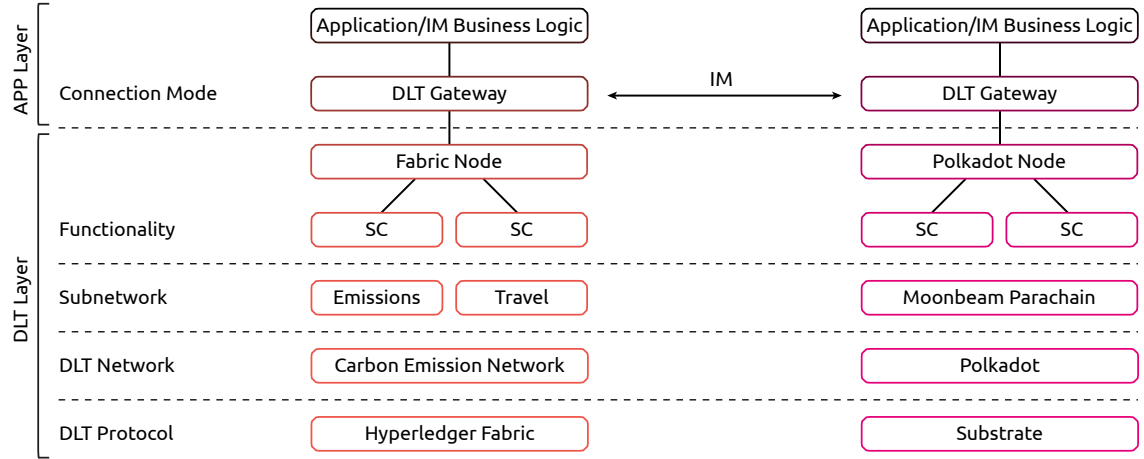 APP Layer
Application/IM Business Logic
Application/IM Business Logic
Connection Mode
DLT Gateway
IM
DLT Gateway
DLT Layer
Fabric Node
Polkadot Node
Functionality
SC
SC
SC
SC
Subnetwork
Emissions
Travel
Moonbeam Parachain
DLT Network
Carbon Emission Network
Polkadot
DLT Protocol
Hyperledger Fabric
Substrate